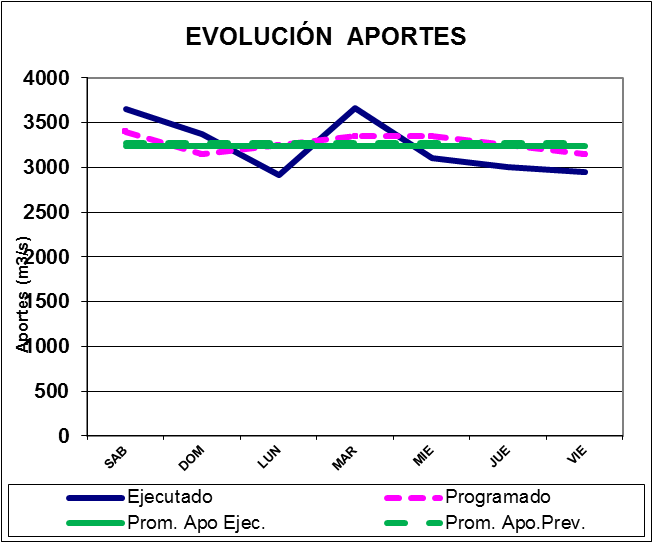 EVOLUCIÓN  APORTES
4000
3500
3000
2500
2000
1500
1000
500
0
Aportes (m3/s)
SAB DOM LUN MAR MIE JUE VIE
Ejecutado Programado
Prom. Apo Ejec. Prom. Apo.Prev.